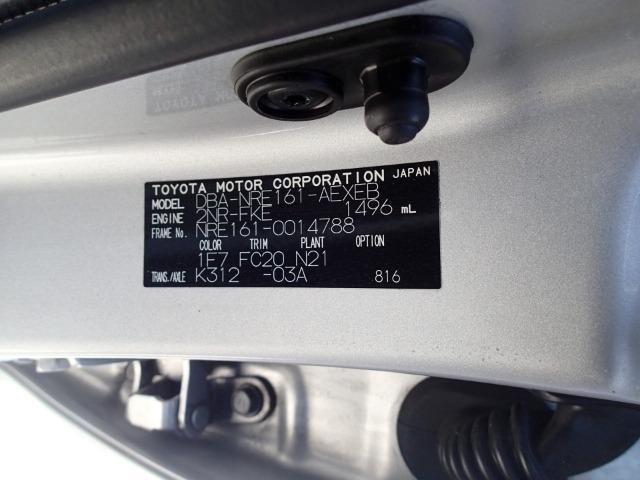 TOYOTA MOTOR CORPORATION JAPAN
MODEL DBA-NRE161-AEXEB
ENGINE 2NR-FKE 1496 mL
FRAME No. NRE161-0014788
COLOR TRIM PLANT OPTION
1E7 FC20 N21
TRANS./AXLE K312 -03A 816